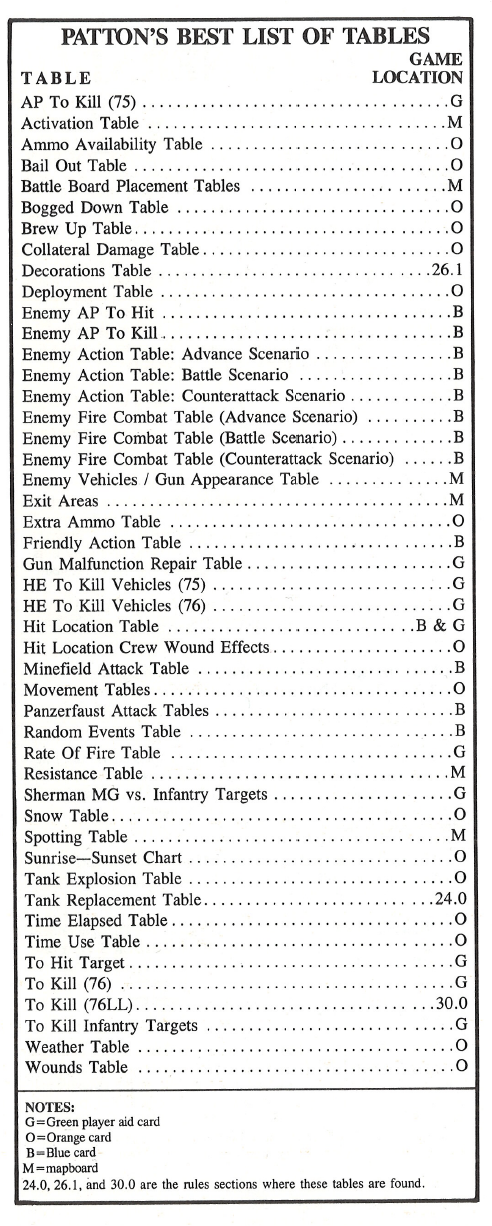 PATTON'S BEST LIST OF TABLES
GAME
TABLE LOCATION
AP To Kill (75) . . . . . . . . . . G
Activation Table . . . . . . . . . . M
Ammo Availability Table . . . . . . . . . . O
Bail Out Table . . . . . . . . . . O
Battle Board Placement Tables . . . . . . . . . . M
Bogged Down Table . . . . . . . . . . O
Brew Up Table . . . . . . . . . . O
Collateral Damage Table . . . . . . . . . . O
Decorations Table . . . . . . . . . . 26.1
Deployment Table . . . . . . . . . . O
Enemy AP To Hit . . . . . . . . . . B
Enemy AP To Kill . . . . . . . . . . B
Enemy Action Table: Advance Scenario . . . . . . . . . . B
Enemy Action Table: Battle Scenario . . . . . . . . . . B
Enemy Action Table: Counterattack Scenario . . . . . . . . . . B
Enemy Fire Combat Table (Advance Scenario) . . . . . . . . . . B
Enemy Fire Combat Table (Battle Scenario) . . . . . . . . . . B
Enemy Fire Combat Table (Counterattack Scenario) . . . . . . B
Enemy Vehicles / Gun Appearance Table . . . . . . . . . . M
Exit Areas . . . . . . . . . . M
Extra Ammo Table . . . . . . . . . . O
Friendly Action Table . . . . . . . . . . B
Gun Malfunction Repair Table . . . . . . . . . . G
HE To Kill Vehicles (75) . . . . . . . . . . G
HE To Kill Vehicles (76) . . . . . . . . . . G
Hit Location Table . . . . . . . . . . B & G
Hit Location Crew Wound Effects . . . . . . . . . . O
Minefield Attack Table . . . . . . . . . . B
Movement Tables . . . . . . . . . . O
Panzerfaust Attack Tables . . . . . . . . . . B
Random Events Table . . . . . . . . . . B
Rate Of Fire Table . . . . . . . . . . G
Resistance Table . . . . . . . . . . M
Sherman MG vs. Infantry Targets . . . . . . . . . . G
Snow Table . . . . . . . . . . O
Spotting Table . . . . . . . . . . M
Sunrise—Sunset Chart . . . . . . . . . . O
Tank Explosion Table . . . . . . . . . . O
Tank Replacement Table . . . . . . . . . . 24.0
Time Elapsed Table . . . . . . . . . . O
Time Use Table . . . . . . . . . . O
To Hit Target . . . . . . . . . . G
To Kill (76) . . . . . . . . . . G
To Kill (76LL) . . . . . . . . . . 30.0
To Kill Infantry Targets . . . . . . . . . . G
Weather Table . . . . . . . . . . O
Wounds Table . . . . . . . . . . O
NOTES:
G=Green player aid card
O=Orange card
B=Blue card
M=mapboard
24.0, 26.1, and 30.0 are the rules sections where these tables are found.